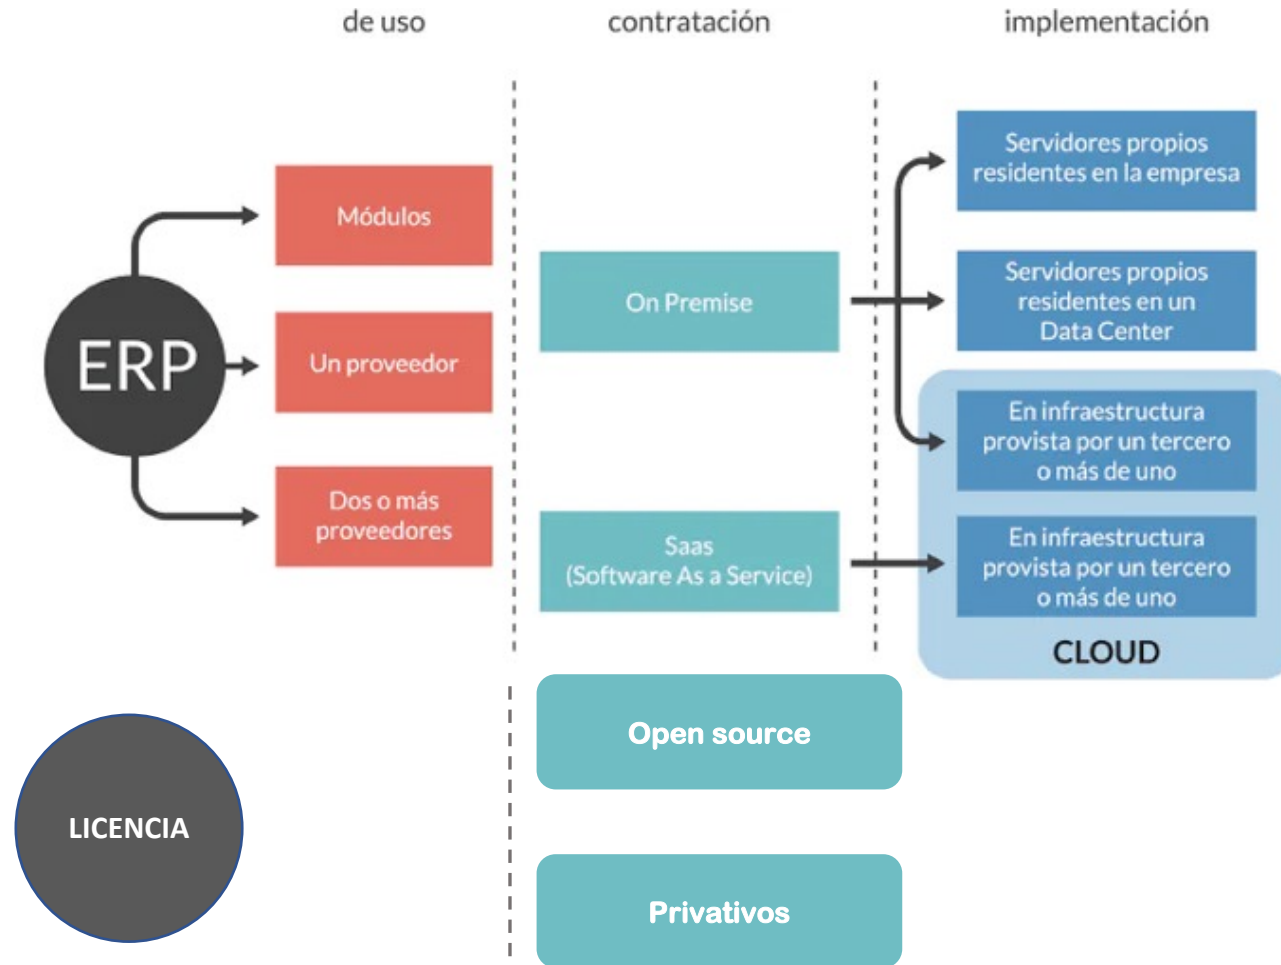 de uso
contratación
implementación
ERP
Módulos
Un proveedor
Dos o más
proveedores
On Premise
Saas
(Software As a Service)
Servidores propios
residentes en la empresa
Servidores propios
residentes en un
Data Center
En infraestructura
provista por un tercero
o más de uno
En infraestructura
provista por un tercero
o más de uno
CLOUD
LICENCIA
Open source
Privativos